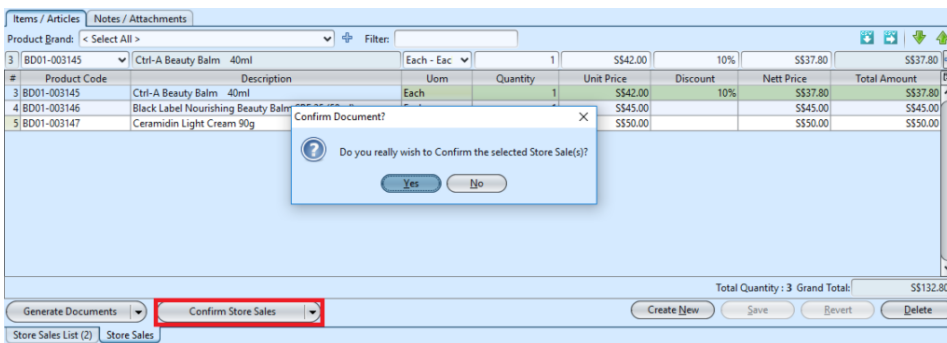 Items / Articles Notes / Attachments
Product Brand: < Select All > Filter:
3 BD01-003145 Ctrl-A Beauty Balm 40ml Each - Eac 1 S$42.00 10% S$37.80 S$37.80
# Product Code Description Uom Quantity Unit Price Discount Nett Price Total Amount
3 BD01-003145 Ctrl-A Beauty Balm 40ml Each 1 S$42.00 10% S$37.80 S$37.80
4 BD01-003146 Black Label Nourishing Beauty Balm S$45.00 S$45.00 S$45.00
5 BD01-003147 Ceramidin Light Cream 90g S$50.00 S$50.00 S$50.00
Confirm Document?
Do you really wish to Confirm the selected Store Sale(s)?
Yes No
Total Quantity : 3 Grand Total: S$132.80
Generate Documents Confirm Store Sales Create New Save Revert Delete
Store Sales List (2) Store Sales